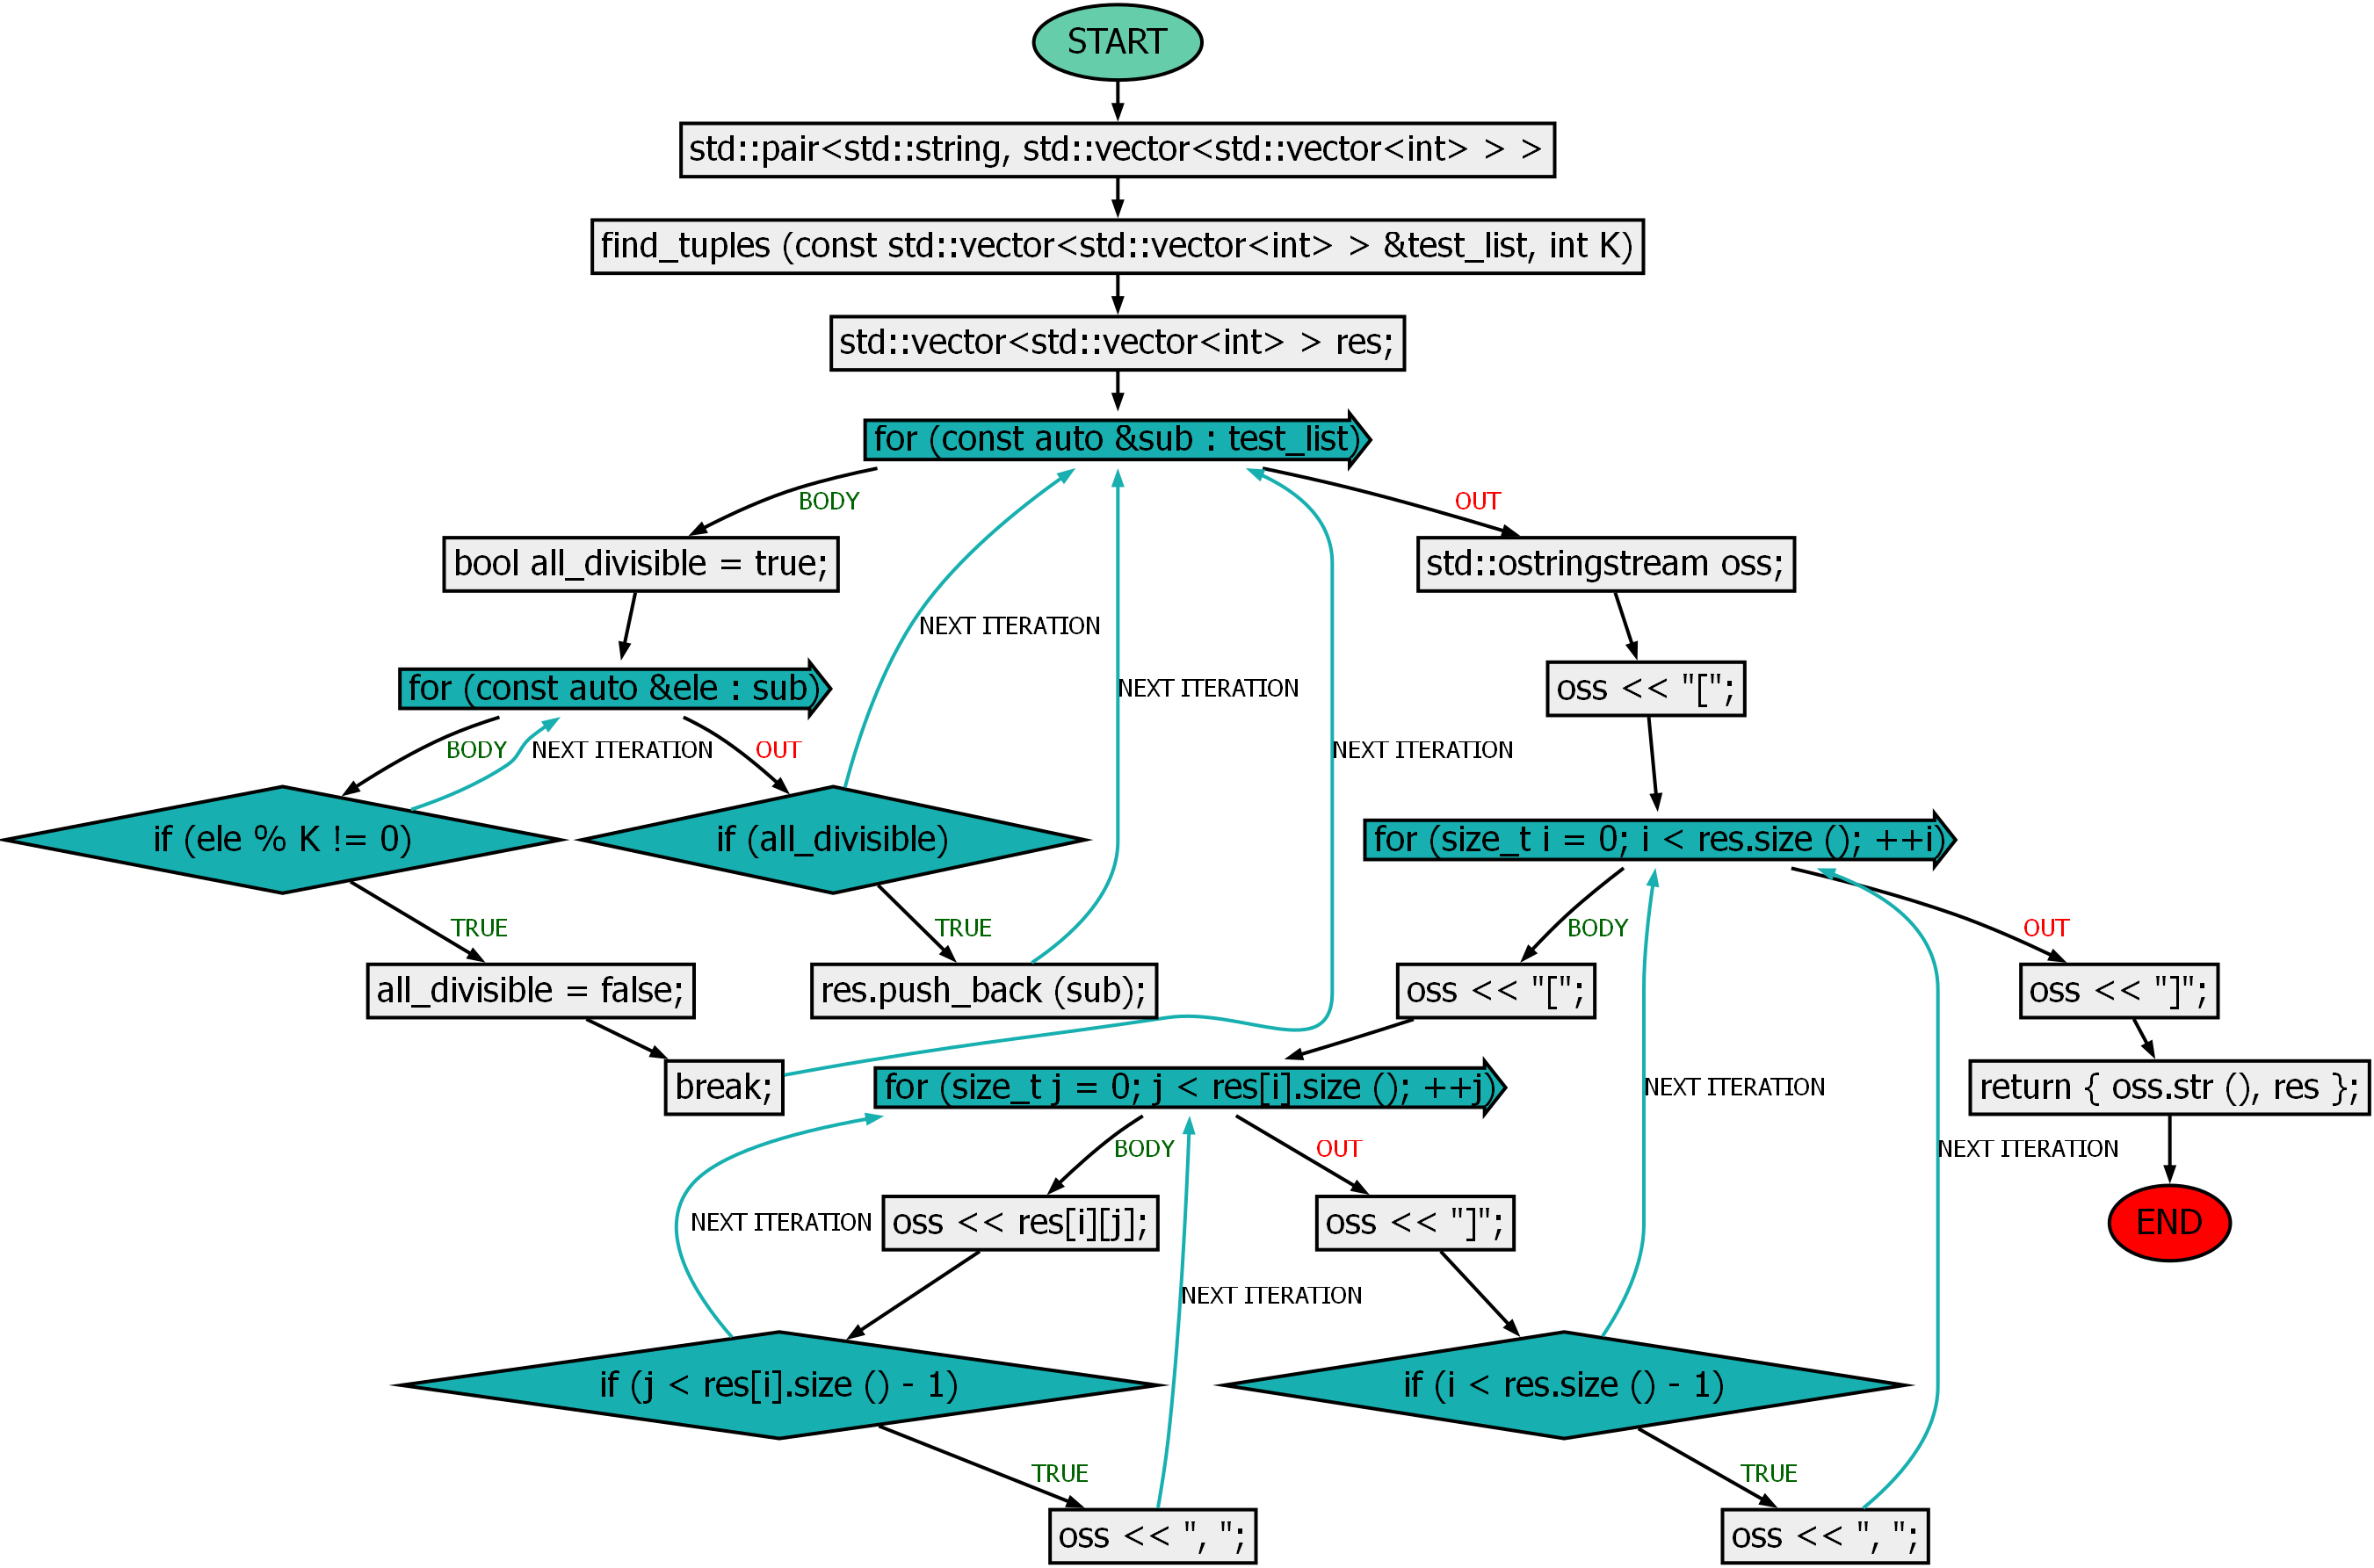 START
std::pair<std::string, std::vector<std::vector<int> > >
find_tuples (const std::vector<std::vector<int> > &test_list, int K)
std::vector<std::vector<int> > res;
for (const auto &sub : test_list)
BODY
OUT
bool all_divisible = true;
std::ostringstream oss;
NEXT ITERATION
for (const auto &ele : sub)
NEXT ITERATION
oss << "[";
BODY
NEXT ITERATION
OUT
NEXT ITERATION
if (ele % K != 0)
if (all_divisible)
for (size_t i = 0; i < res.size (); ++i)
TRUE
TRUE
BODY
OUT
all_divisible = false;
res.push_back (sub);
oss << "[";
oss << "]";
break;
for (size_t j = 0; j < res[i].size (); ++j)
NEXT ITERATION
return { oss.str (), res };
BODY
OUT
NEXT ITERATION
NEXT ITERATION
oss << res[i][j];
oss << "]";
END
NEXT ITERATION
if (j < res[i].size () - 1)
if (i < res.size () - 1)
TRUE
TRUE
oss << ", ";
oss << ", ";